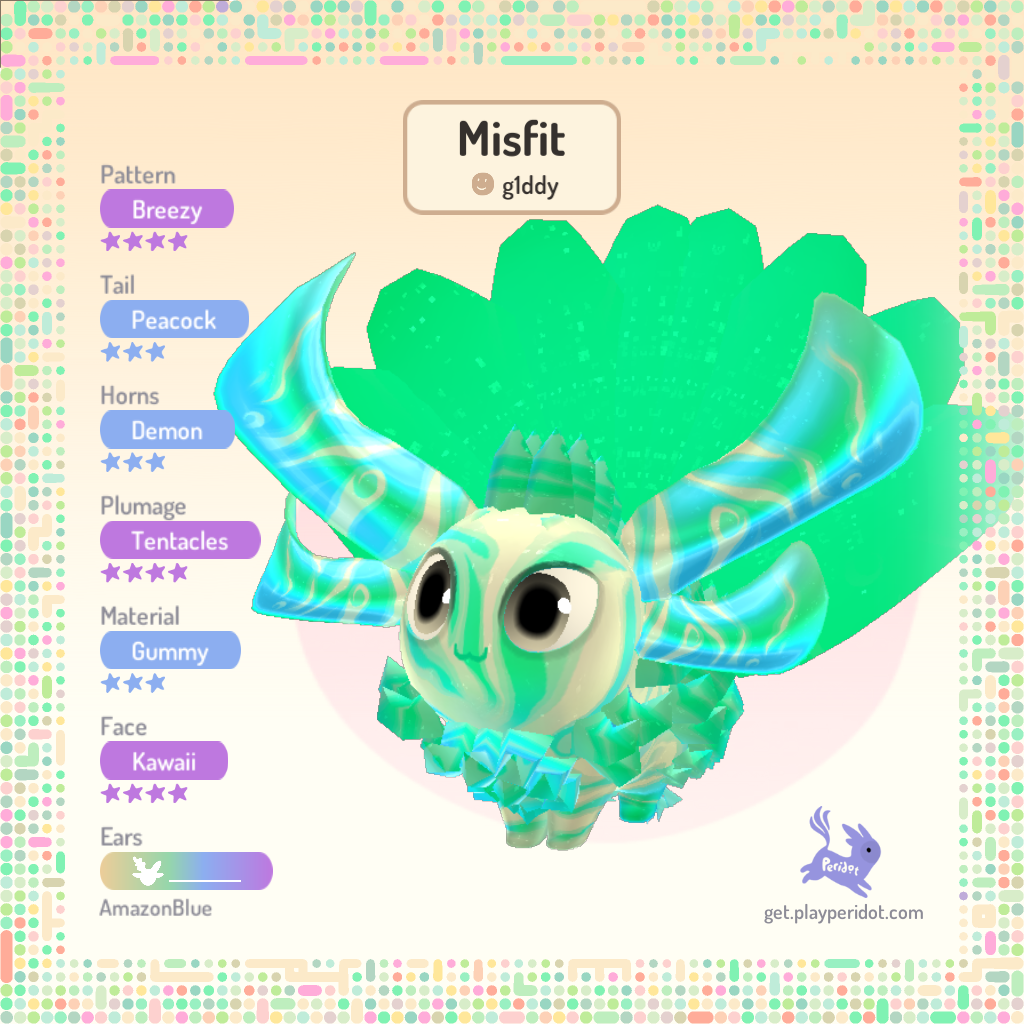 Misfit
g1ddy
Pattern
Breezy
Tail
Peacock
Horns
Demon
Plumage
Tentacles
Material
Gummy
Face
Kawaii
Ears
AmazonBlue
Peridot
get.playperidot.com